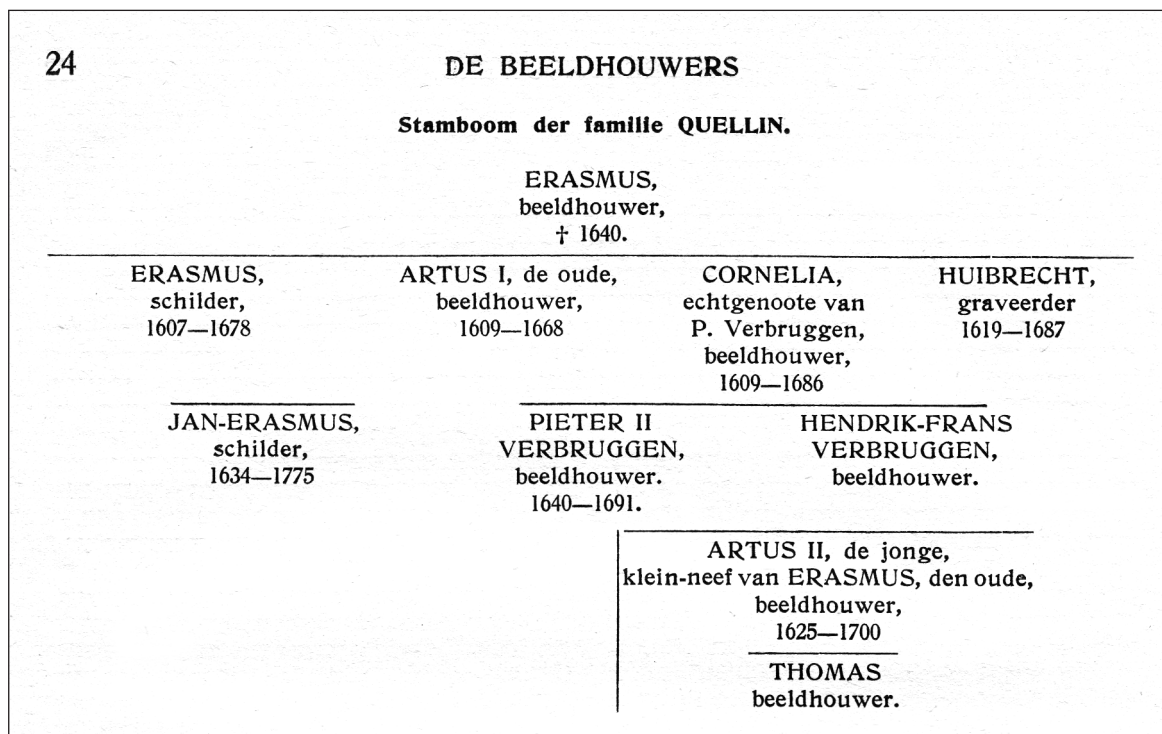 24
DE BEELDHOUWERS
Stamboom der familie QUELLIN.
ERASMUS,
beeldhouwer,
† 1640.
ERASMUS,
schilder,
1607—1678
ARTUS I, de oude,
beeldhouwer,
1609—1668
CORNELIA,
echtgenoote van
P. Verbruggen,
beeldhouwer,
1609—1686
HUIBRECHT,
graveerder
1619—1687
JAN-ERASMUS,
schilder,
1634—1775
PIETER II
VERBRUGGEN,
beeldhouwer.
1640—1691.
HENDRIK-FRANS
VERBRUGGEN,
beeldhouwer.
ARTUS II, de jonge,
klein-neef van ERASMUS, den oude,
beeldhouwer,
1625—1700
THOMAS
beeldhouwer.